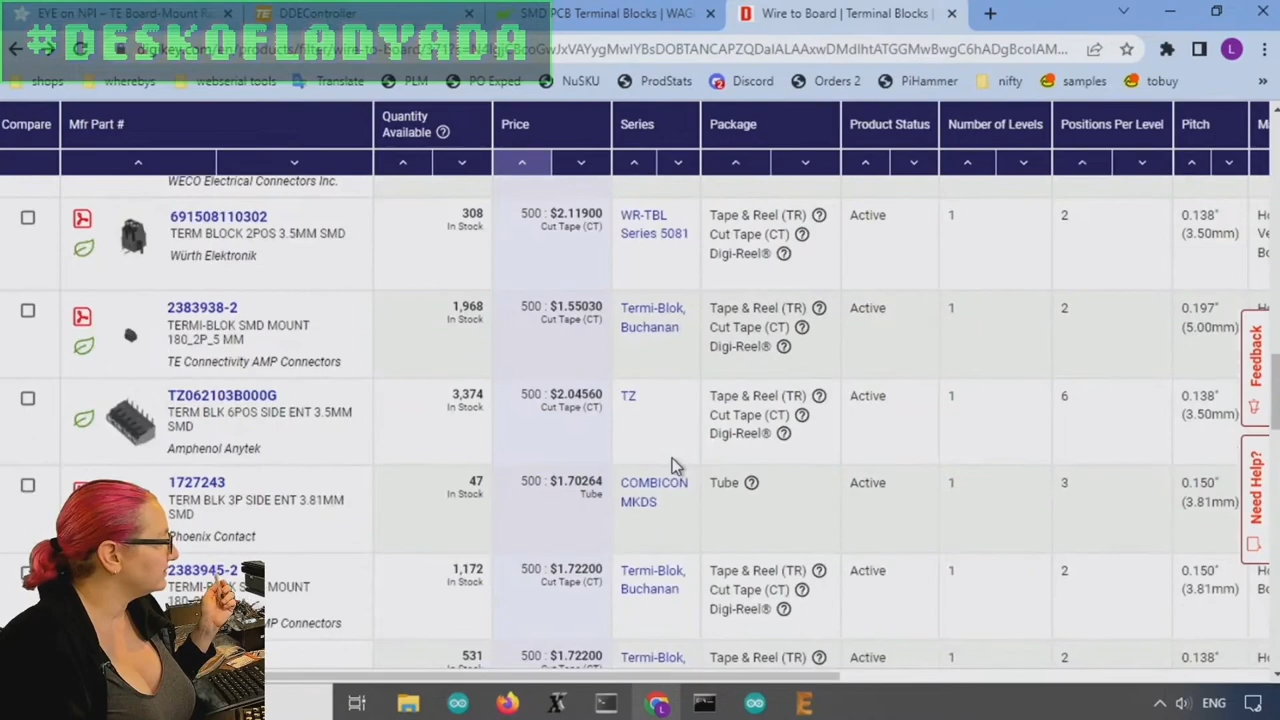 EYE on NPI – TE Board-Mount Ra
DDEController
SMD PCB Terminal Blocks | WAG
Wire to Board | Terminal Blocks |
#DESKOFLADYADA
shops
wherebys
webserial tools
Translate
PLM
PO Exped
NuSKU
ProdStats
Discord
Orders 2
PiHammer
nifty
samples
tobuy
Compare
Mfr Part #
Quantity
Available
Price
Series
Package
Product Status
Number of Levels
Positions Per Level
Pitch
WECO Electrical Connectors Inc.
691508110302
TERM BLOCK 2POS 3.5MM SMD
Würth Elektronik
308
In Stock
500 : $2.11900
Cut Tape (CT)
WR-TBL
Series 5081
Tape & Reel (TR)
Cut Tape (CT)
Digi-Reel®
Active
1
2
0.138"
(3.50mm)
2383938-2
TERMI-BLOK SMD MOUNT
180_2P_5 MM
TE Connectivity AMP Connectors
1,968
In Stock
500 : $1.55030
Cut Tape (CT)
Termi-Blok,
Buchanan
Tape & Reel (TR)
Cut Tape (CT)
Digi-Reel®
Active
1
2
0.197"
(5.00mm)
TZ062103B000G
TERM BLK 6POS SIDE ENT 3.5MM
SMD
Amphenol Anytek
3,374
In Stock
500 : $2.04560
Cut Tape (CT)
TZ
Tape & Reel (TR)
Cut Tape (CT)
Digi-Reel®
Active
1
6
0.138"
(3.50mm)
1727243
TERM BLK 3P SIDE ENT 3.81MM
SMD
Phoenix Contact
47
In Stock
500 : $1.70264
Tube
COMBICON
MKDS
Tube
Active
1
3
0.150"
(3.81mm)
2383945-2
MOUNT
MP Connectors
1,172
In Stock
500 : $1.72200
Cut Tape (CT)
Termi-Blok,
Buchanan
Tape & Reel (TR)
Cut Tape (CT)
Digi-Reel®
Active
1
2
0.150"
(3.81mm)
531
In Stock
500 : $1.72200
Termi-Blok,
Tape & Reel (TR)
Active
1
2
0.138"
Feedback
Need Help?
ENG